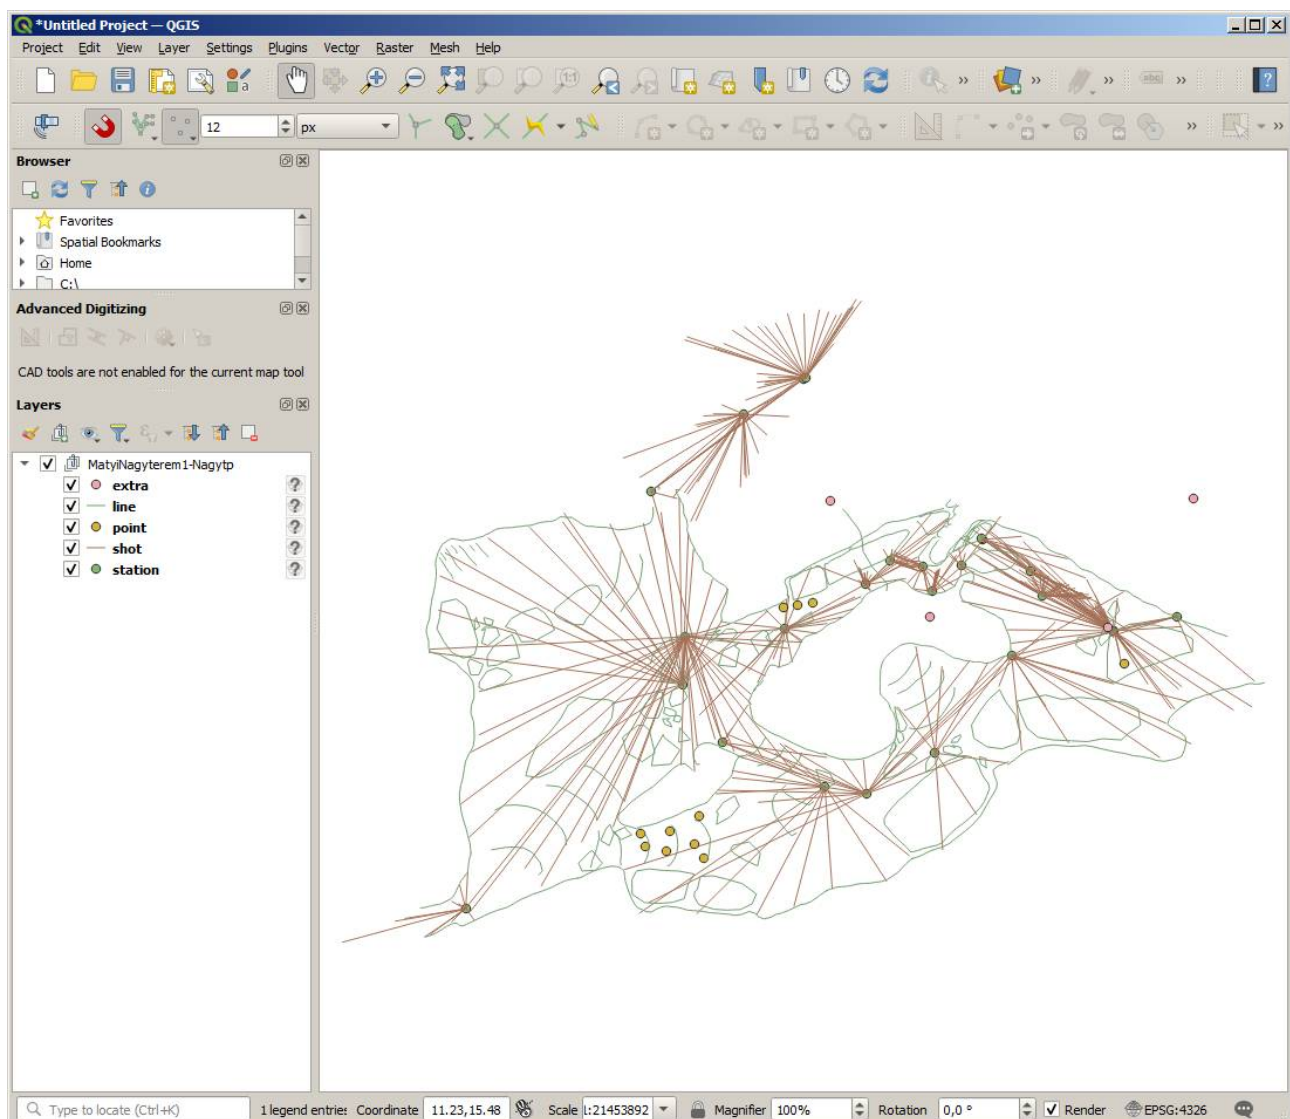 *Untitled Project — QGIS
Project Edit View Layer Settings Plugins Vector Raster Mesh Help
12 px
Browser
Favorites
Spatial Bookmarks
Home
C:\
Advanced Digitizing
CAD tools are not enabled for the current map tool
Layers
MatyiNagyterem1-Nagytp
extra ?
line ?
point ?
shot ?
station ?
Type to locate (Ctrl+K) 1 legend entries Coordinate 11.23,15.48 Scale 1:21453892 Magnifier 100% Rotation 0,0 ° Render EPSG:4326